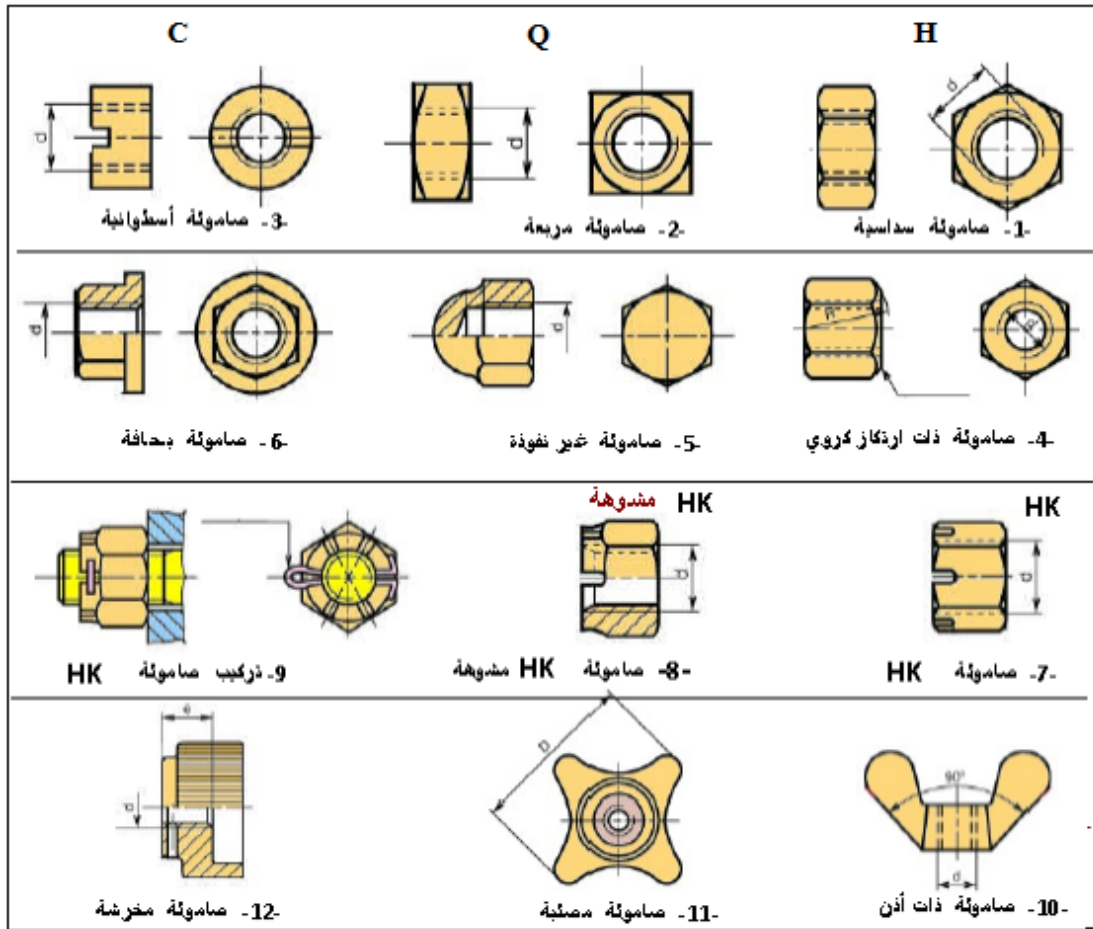 H Q C
d d d
-1- صامولة سداسية
-2- صامولة مربعة
-3- صامولة أسطوانية
d d
-4- صامولة ذات ارتكاز كروي
-5- صامولة غير نفوذة
-6- صامولة بحافة
HK
HK مشوهة
d d
-7- صامولة HK
-8- صامولة HK مشوهة
9- تركيب صامولة HK
90°
d
D
e
d
-10- صامولة ذات أذن
-11- صامولة مصلبة
-12- صامولة مخرشة